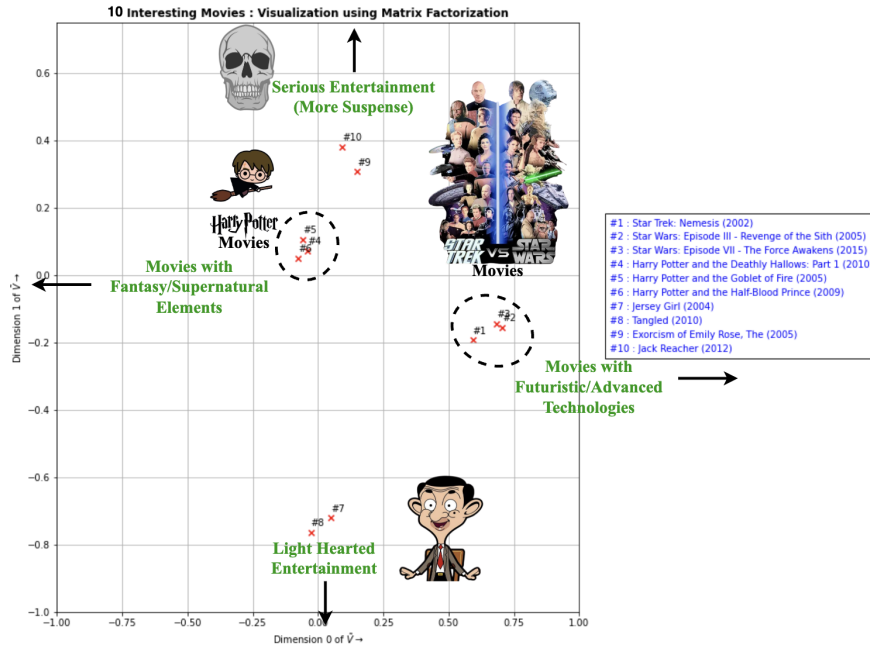 10 Interesting Movies : Visualization using Matrix Factorization
Serious Entertainment
(More Suspense)
#10
#9
Harry Potter
Movies
#5
#4
#6
STAR TREK VS STAR WARS
Movies
Movies with
Fantasy/Supernatural
Elements
#3
#2
#1
Movies with
Futuristic/Advanced
Technologies
#7
#8
Light Hearted
Entertainment
#1 : Star Trek: Nemesis (2002)
#2 : Star Wars: Episode III - Revenge of the Sith (2005)
#3 : Star Wars: Episode VII - The Force Awakens (2015)
#4 : Harry Potter and the Deathly Hallows: Part 1 (2010
#5 : Harry Potter and the Goblet of Fire (2005)
#6 : Harry Potter and the Half-Blood Prince (2009)
#7 : Jersey Girl (2004)
#8 : Tangled (2010)
#9 : Exorcism of Emily Rose, The (2005)
#10 : Jack Reacher (2012)
Dimension 1 of Ṽ→
0.6
0.4
0.2
0.0
−0.2
−0.4
−0.6
−0.8
−1.0
−1.00 −0.75 −0.50 −0.25 0.00 0.25 0.50 0.75 1.00
Dimension 0 of Ṽ→